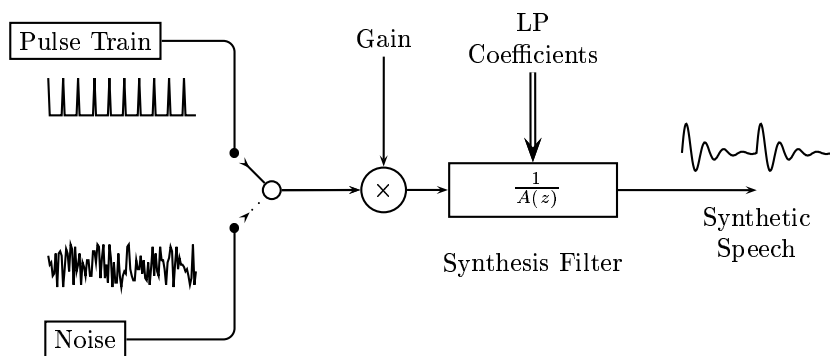 Pulse Train
Gain
LP
Coefficients
×
1
A(z)
Synthetic
Speech
Synthesis Filter
Noise